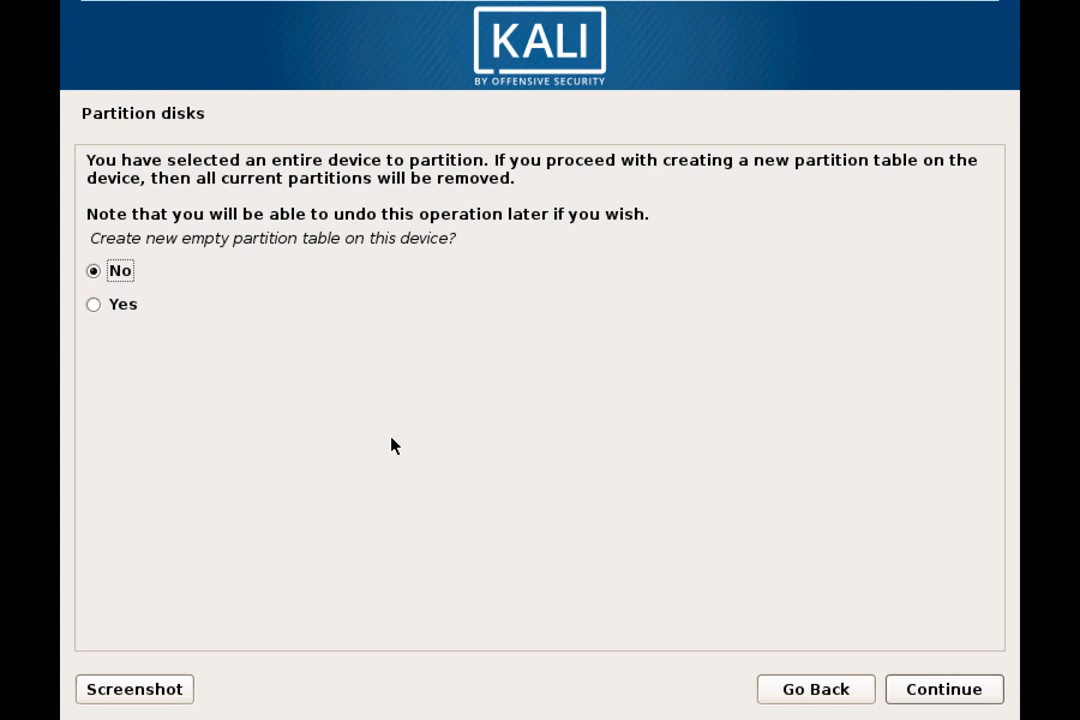 KALI
BY OFFENSIVE SECURITY
Partition disks
You have selected an entire device to partition. If you proceed with creating a new partition table on the
device, then all current partitions will be removed.
Note that you will be able to undo this operation later if you wish.
Create new empty partition table on this device?
No
Yes
Screenshot
Go Back
Continue